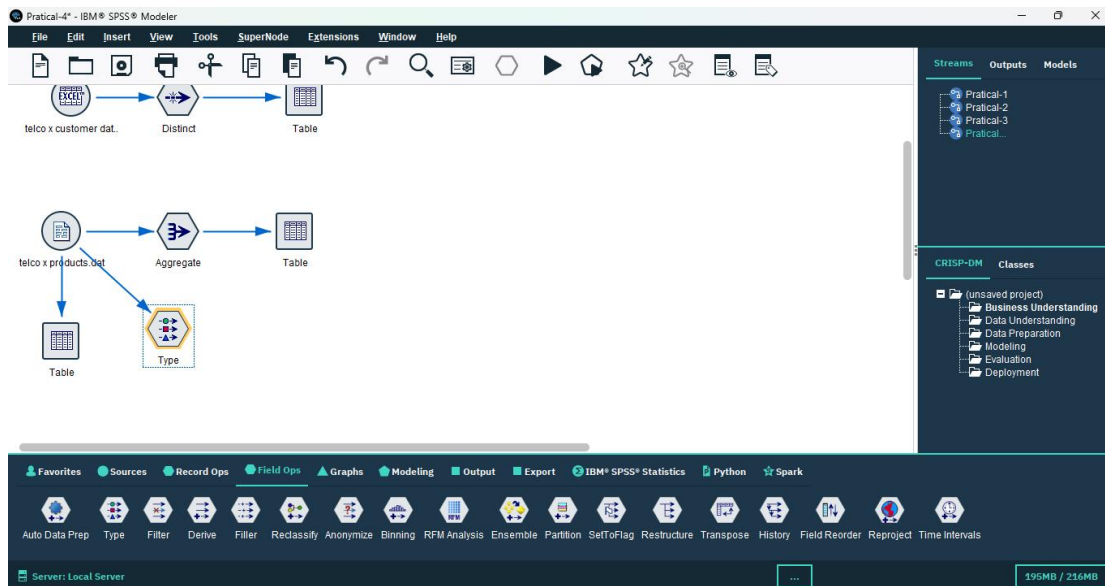 Pratical-4* - IBM® SPSS® Modeler
File Edit Insert View Tools SuperNode Extensions Window Help
Streams Outputs Models
Pratical-1
Pratical-2
Pratical-3
Pratical...
EXCEL
telco x customer dat..
Distinct
Table
telco x products.dat
Aggregate
Table
Table
Type
CRISP-DM Classes
(unsaved project)
Business Understanding
Data Understanding
Data Preparation
Modeling
Evaluation
Deployment
Favorites Sources Record Ops Field Ops Graphs Modeling Output Export IBM® SPSS® Statistics Python Spark
RFM
Auto Data Prep Type Filter Derive Filler Reclassify Anonymize Binning RFM Analysis Ensemble Partition SetToFlag Restructure Transpose History Field Reorder Reproject Time Intervals
Server: Local Server
...
195MB / 216MB